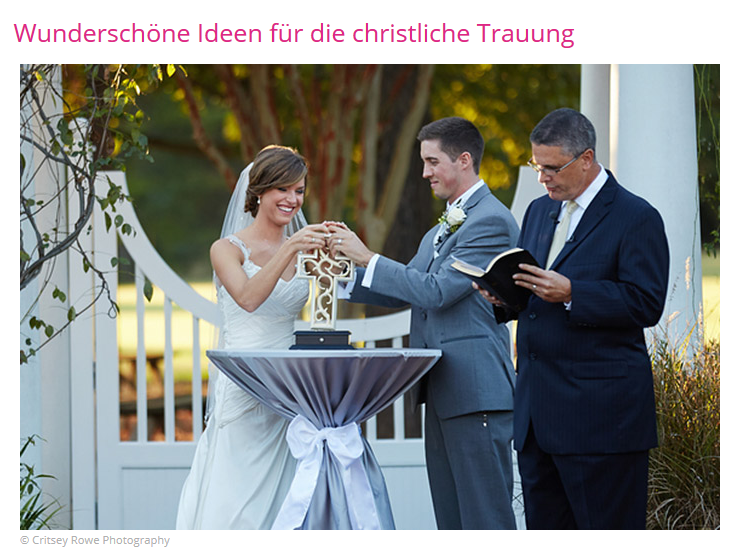 Wunderschöne Ideen für die christliche Trauung
© Critsey Rowe Photography